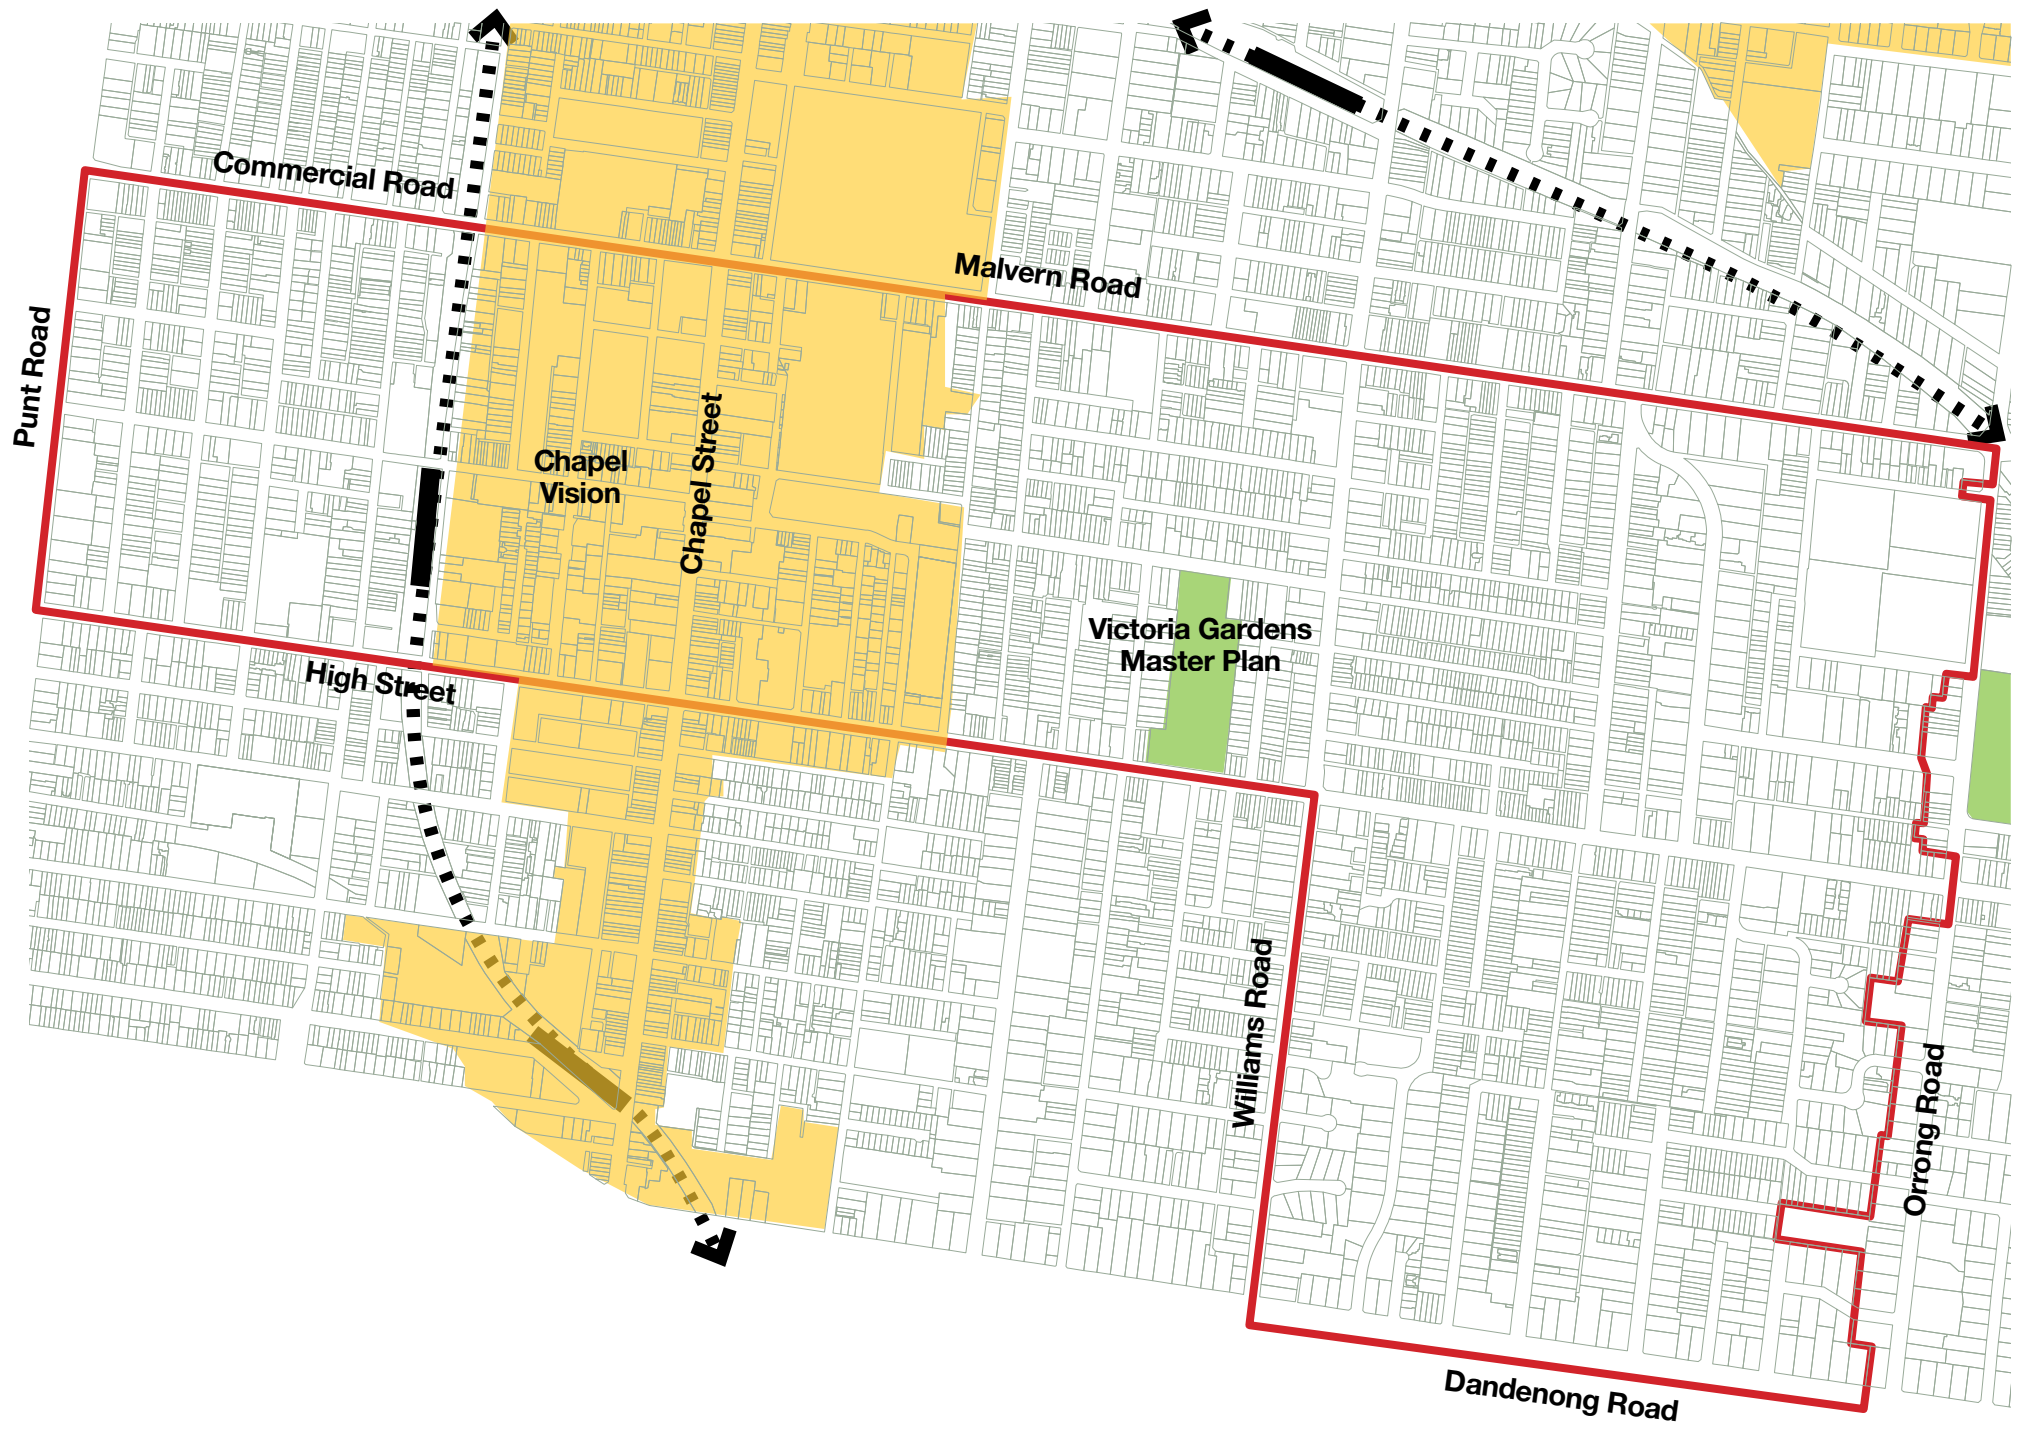 Commercial Road
Malvern Road
Punt Road
Chapel
Vision
Chapel Street
Victoria Gardens
Master Plan
High Street
Williams Road
Orrong Road
Dandenong Road